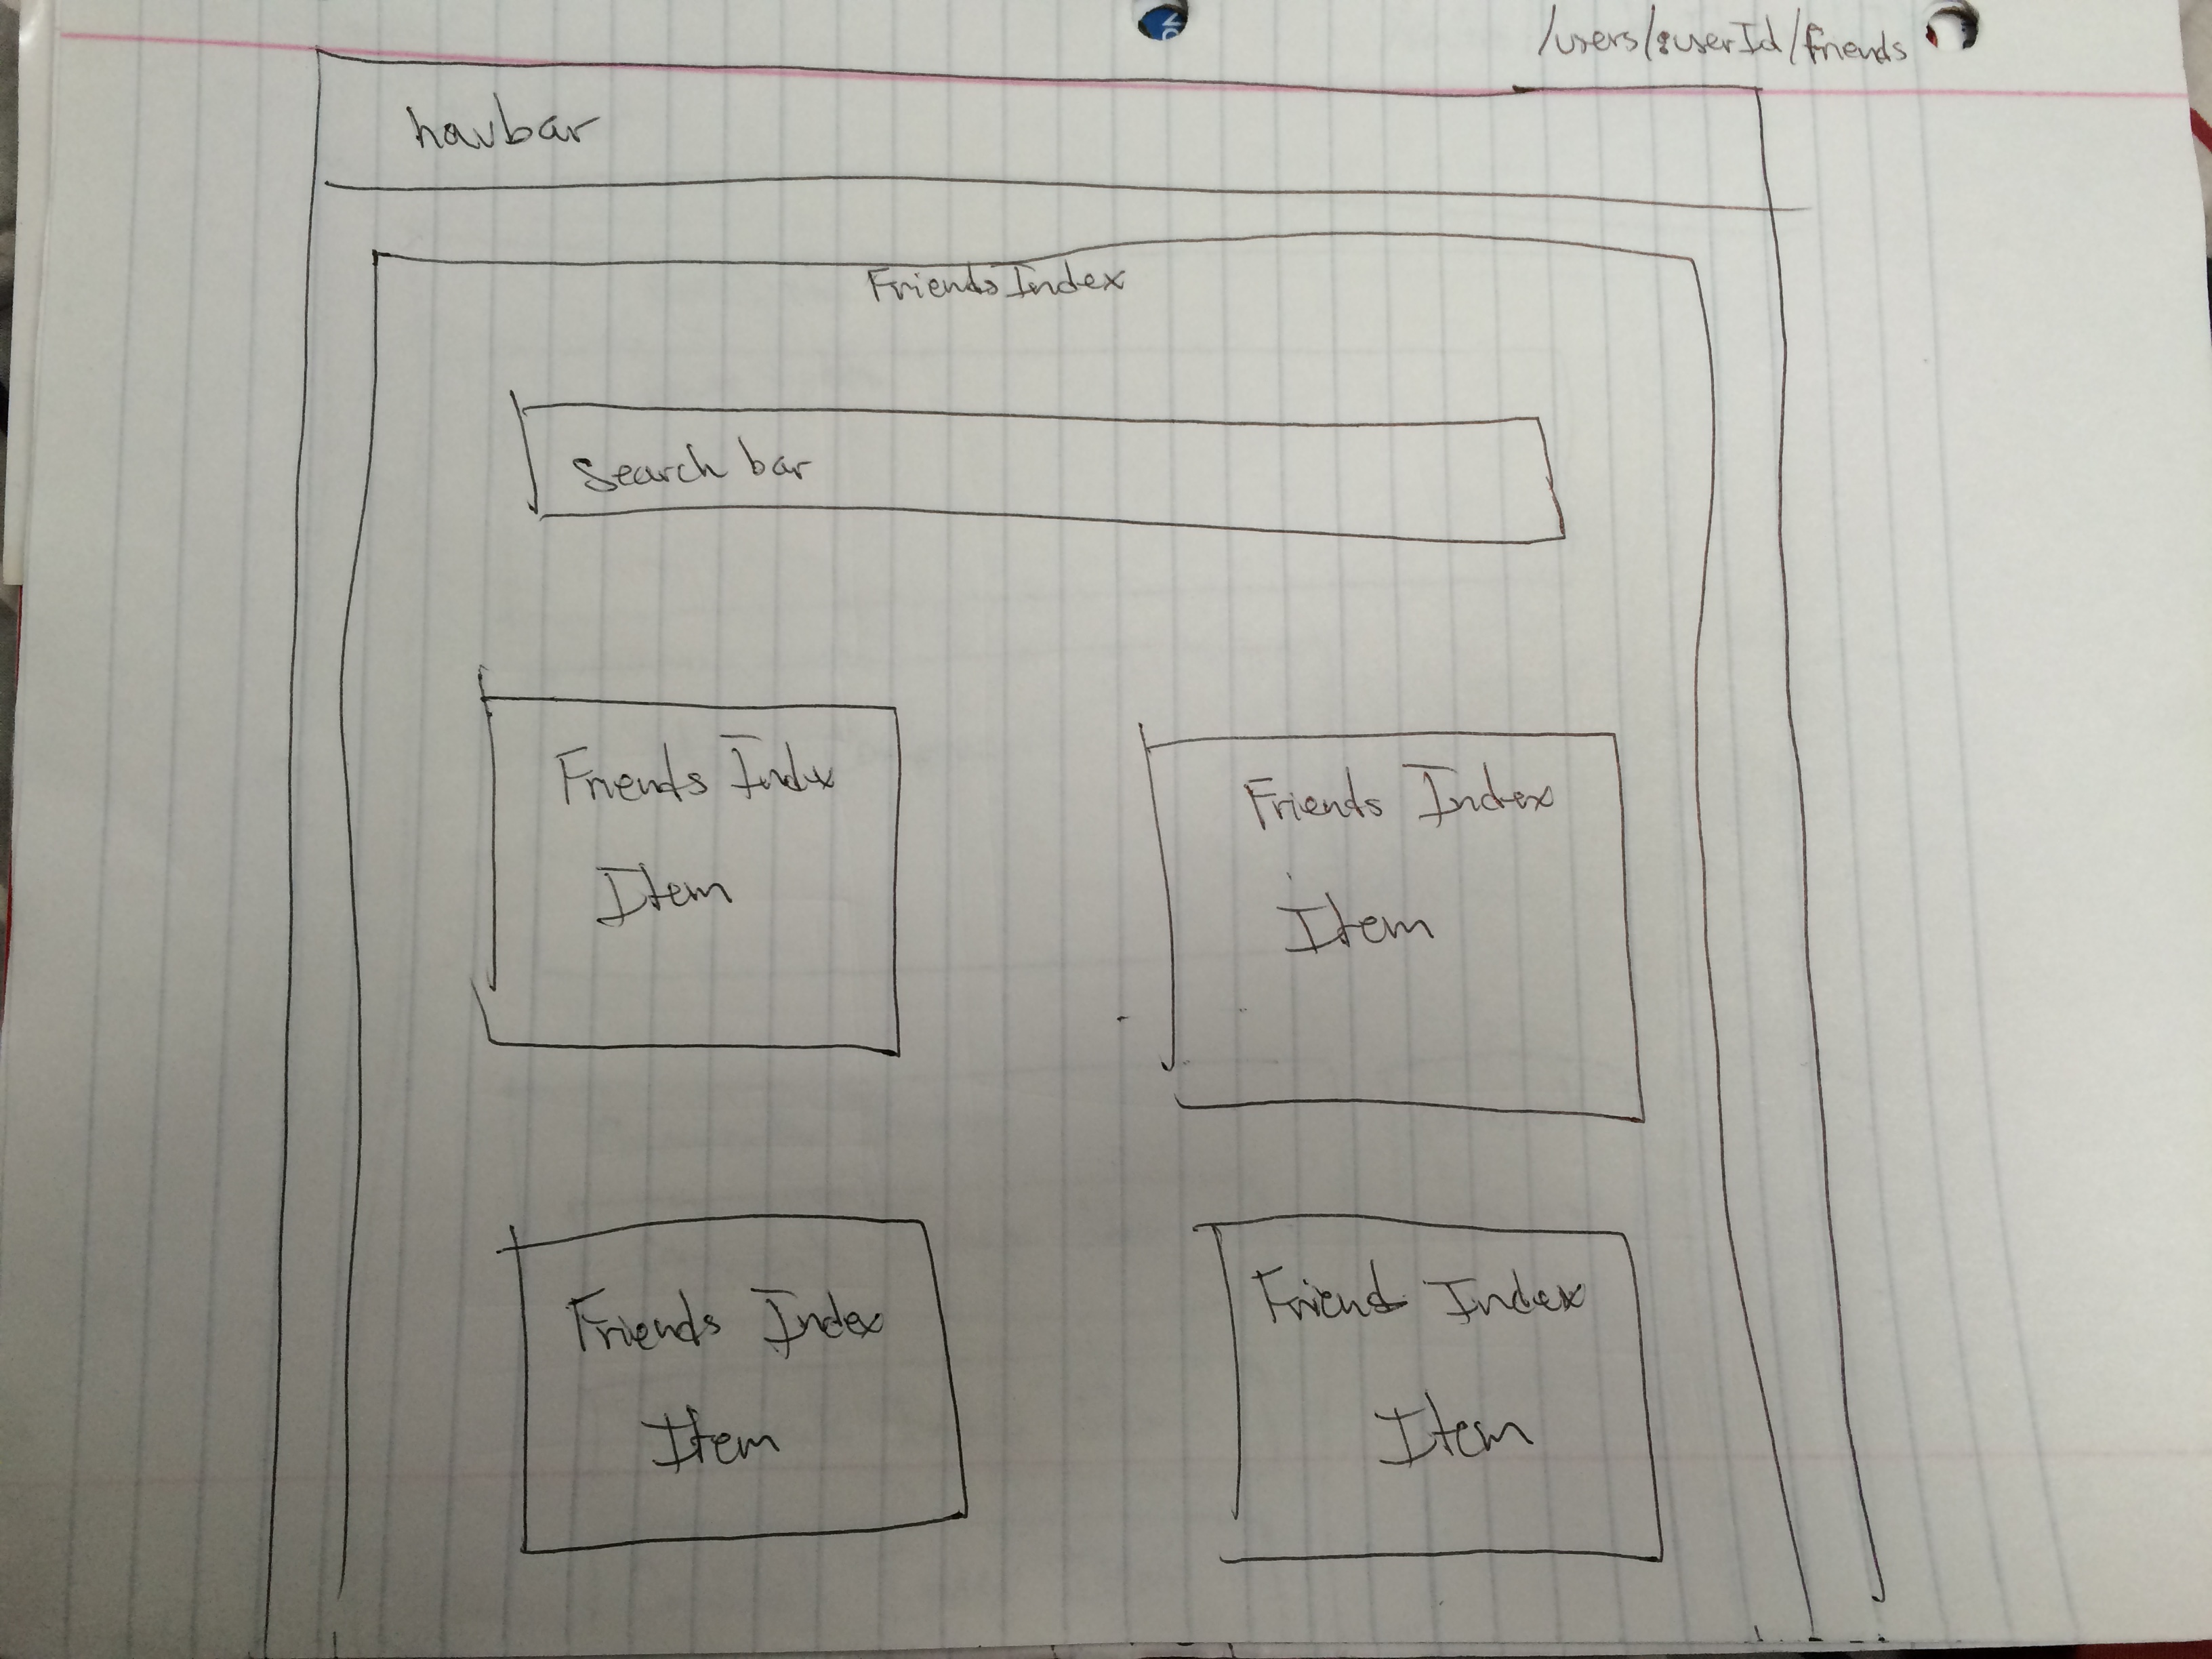 /users/:userId/friends
navbar
Friends Index
Search bar
Friends Index
Item
Friends Index
Item
Friends Index
Item
Friend Index
Item